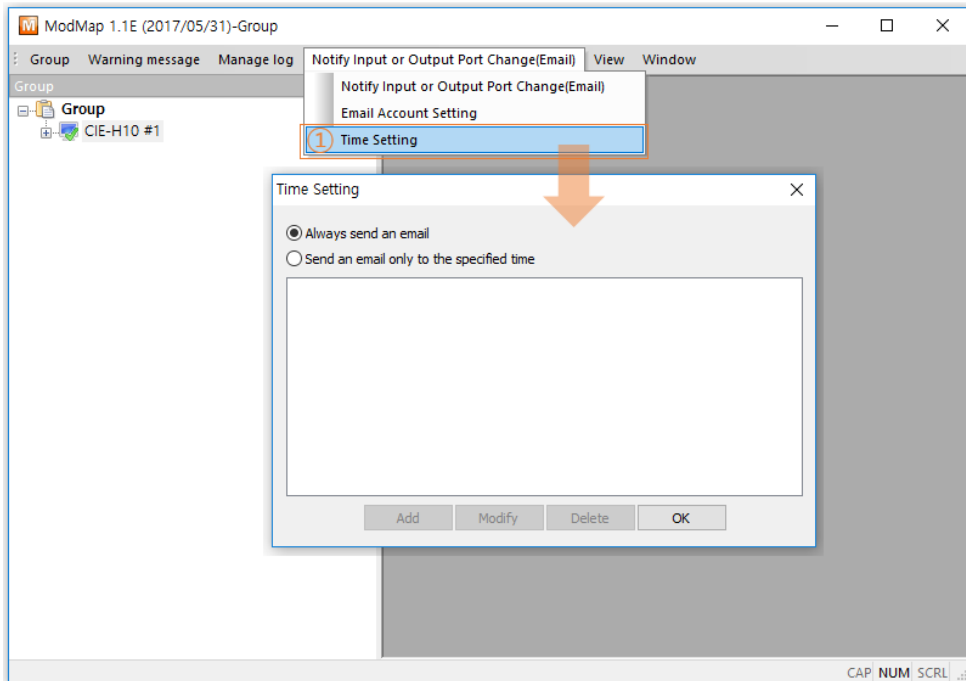 ModMap 1.1E (2017/05/31)-Group
Group Warning message Manage log Notify Input or Output Port Change(Email) View Window
Group
Notify Input or Output Port Change(Email)
Group
Email Account Setting
CIE-H10 #1
① Time Setting
Time Setting
Always send an email
Send an email only to the specified time
Add Modify Delete OK
CAP NUM SCRL